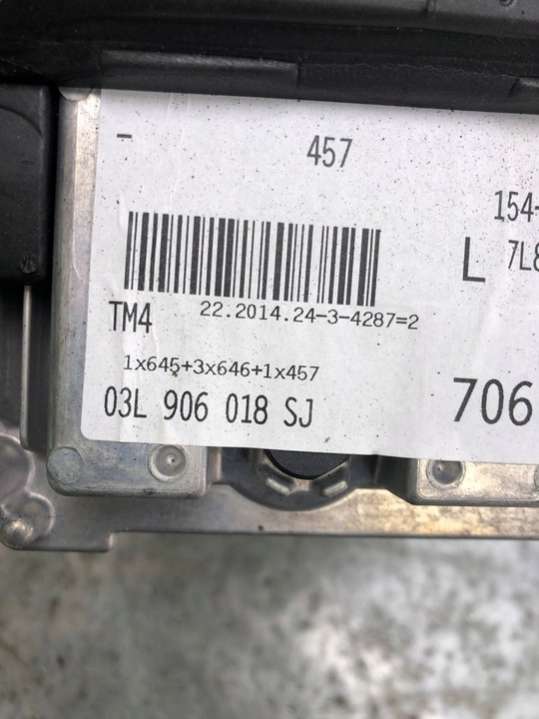 -
457
154-
L 7L8
22.2014.24-3-4287=2
TM4
1x645+3x646+1x457
03L 906 018 SJ
706